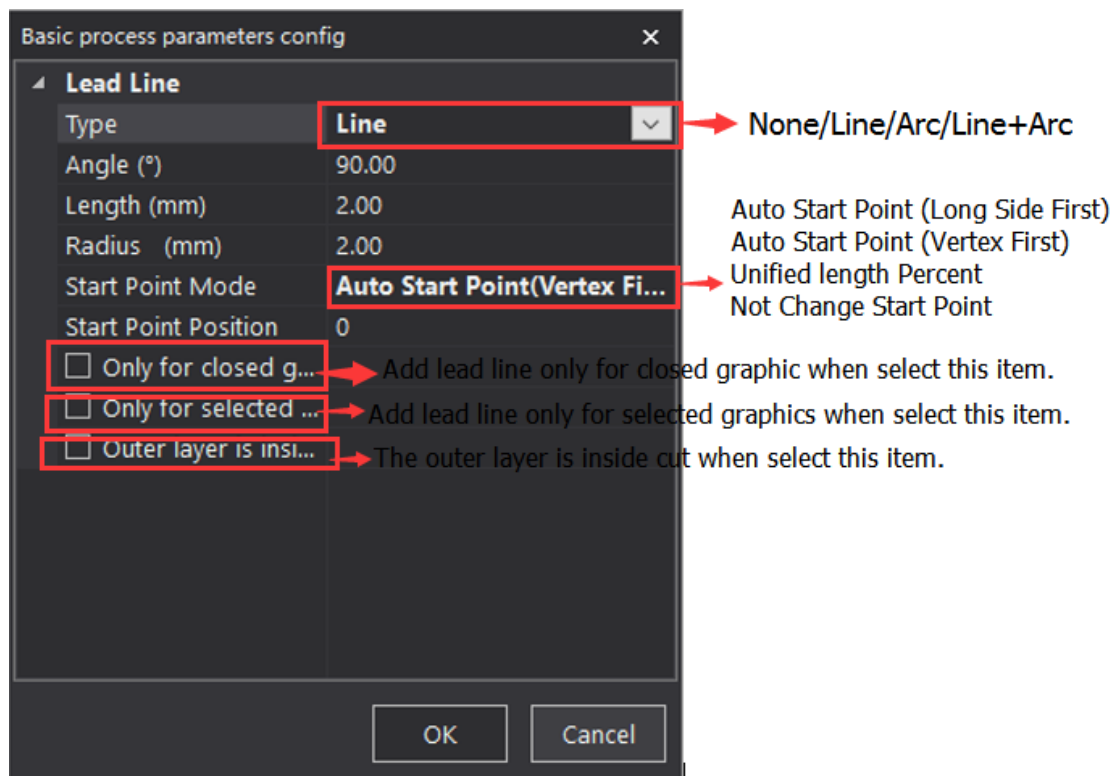 Basic process parameters config
Lead Line
Type Line
None/Line/Arc/Line+Arc
Angle (°) 90.00
Length (mm) 2.00
Radius (mm) 2.00
Start Point Mode Auto Start Point(Vertex Fi...
Auto Start Point (Long Side First)
Auto Start Point (Vertex First)
Unified length Percent
Not Change Start Point
Start Point Position 0
Only for closed g...
Add lead line only for closed graphic when select this item.
Only for selected ...
Add lead line only for selected graphics when select this item.
Outer layer is insi...
The outer layer is inside cut when select this item.
OK Cancel